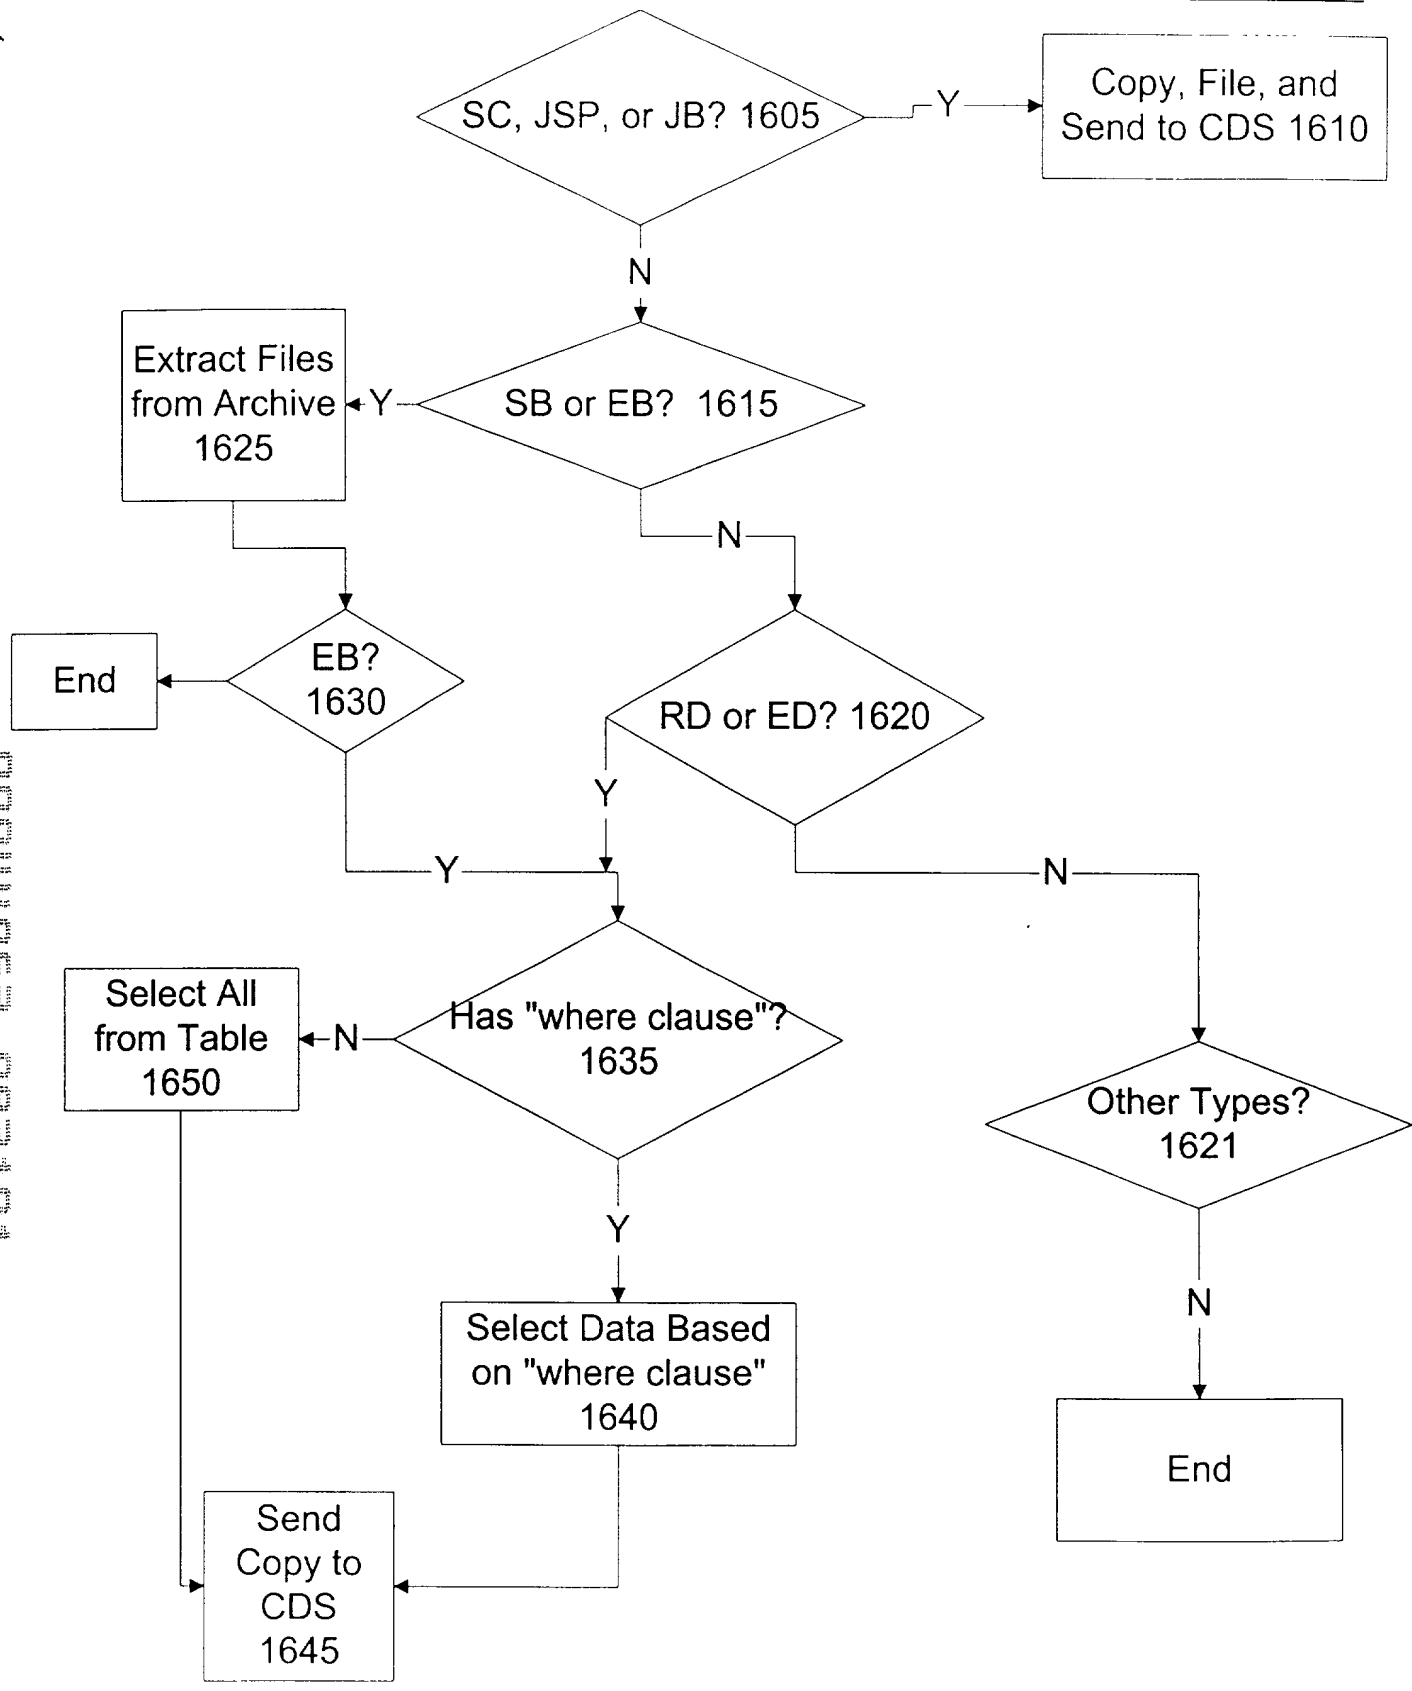 SC, JSP, or JB? 1605
Y
Copy, File, and
Send to CDS 1610
N
Extract Files
from Archive
1625
Y
SB or EB? 1615
N
End
EB?
1630
RD or ED? 1620
Y
Y
N
Select All
from Table
1650
N
Has "where clause"?
1635
Other Types?
1621
Y
N
Select Data Based
on "where clause"
1640
End
Send
Copy to
CDS
1645